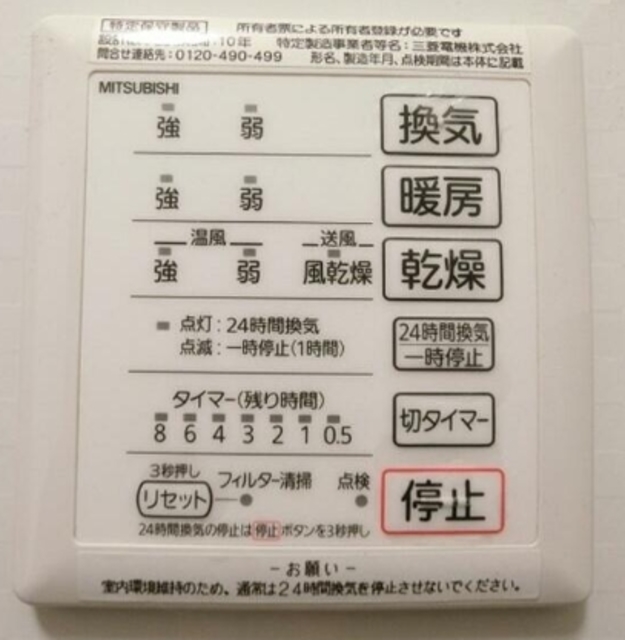 特定保守製品 所有者票による所有者登録が必要です
10年 特定製造事業者等名:三菱電機株式会社
問合せ連絡先:0120-490-499 形名、製造年月、点検期間は本体に記載
MITSUBISHI
強 弱 換気
強 弱 暖房
温風 送風
強 弱 風乾燥 乾燥
点灯:24時間換気
点滅:一時停止(1時間)
24時間換気
一時停止
タイマー(残り時間)
8 6 4 3 2 1 0.5
切タイマー
3秒押し
リセット フィルター清掃 点検
停止
24時間換気の停止は停止ボタンを3秒押し
-お願い-
室内環境維持のため、通常は24時間換気を停止させないでください。